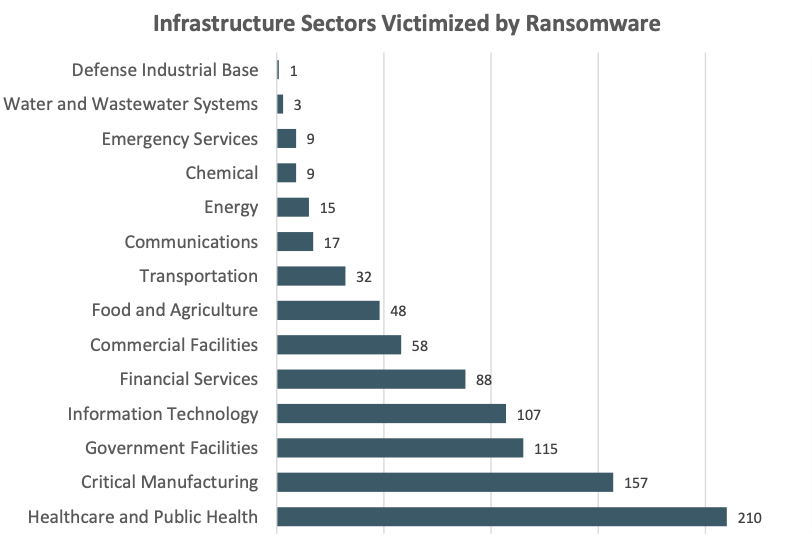 Infrastructure Sectors Victimized by Ransomware
Defense Industrial Base 1
Water and Wastewater Systems 3
Emergency Services 9
Chemical 9
Energy 15
Communications 17
Transportation 32
Food and Agriculture 48
Commercial Facilities 58
Financial Services 88
Information Technology 107
Government Facilities 115
Critical Manufacturing 157
Healthcare and Public Health 210